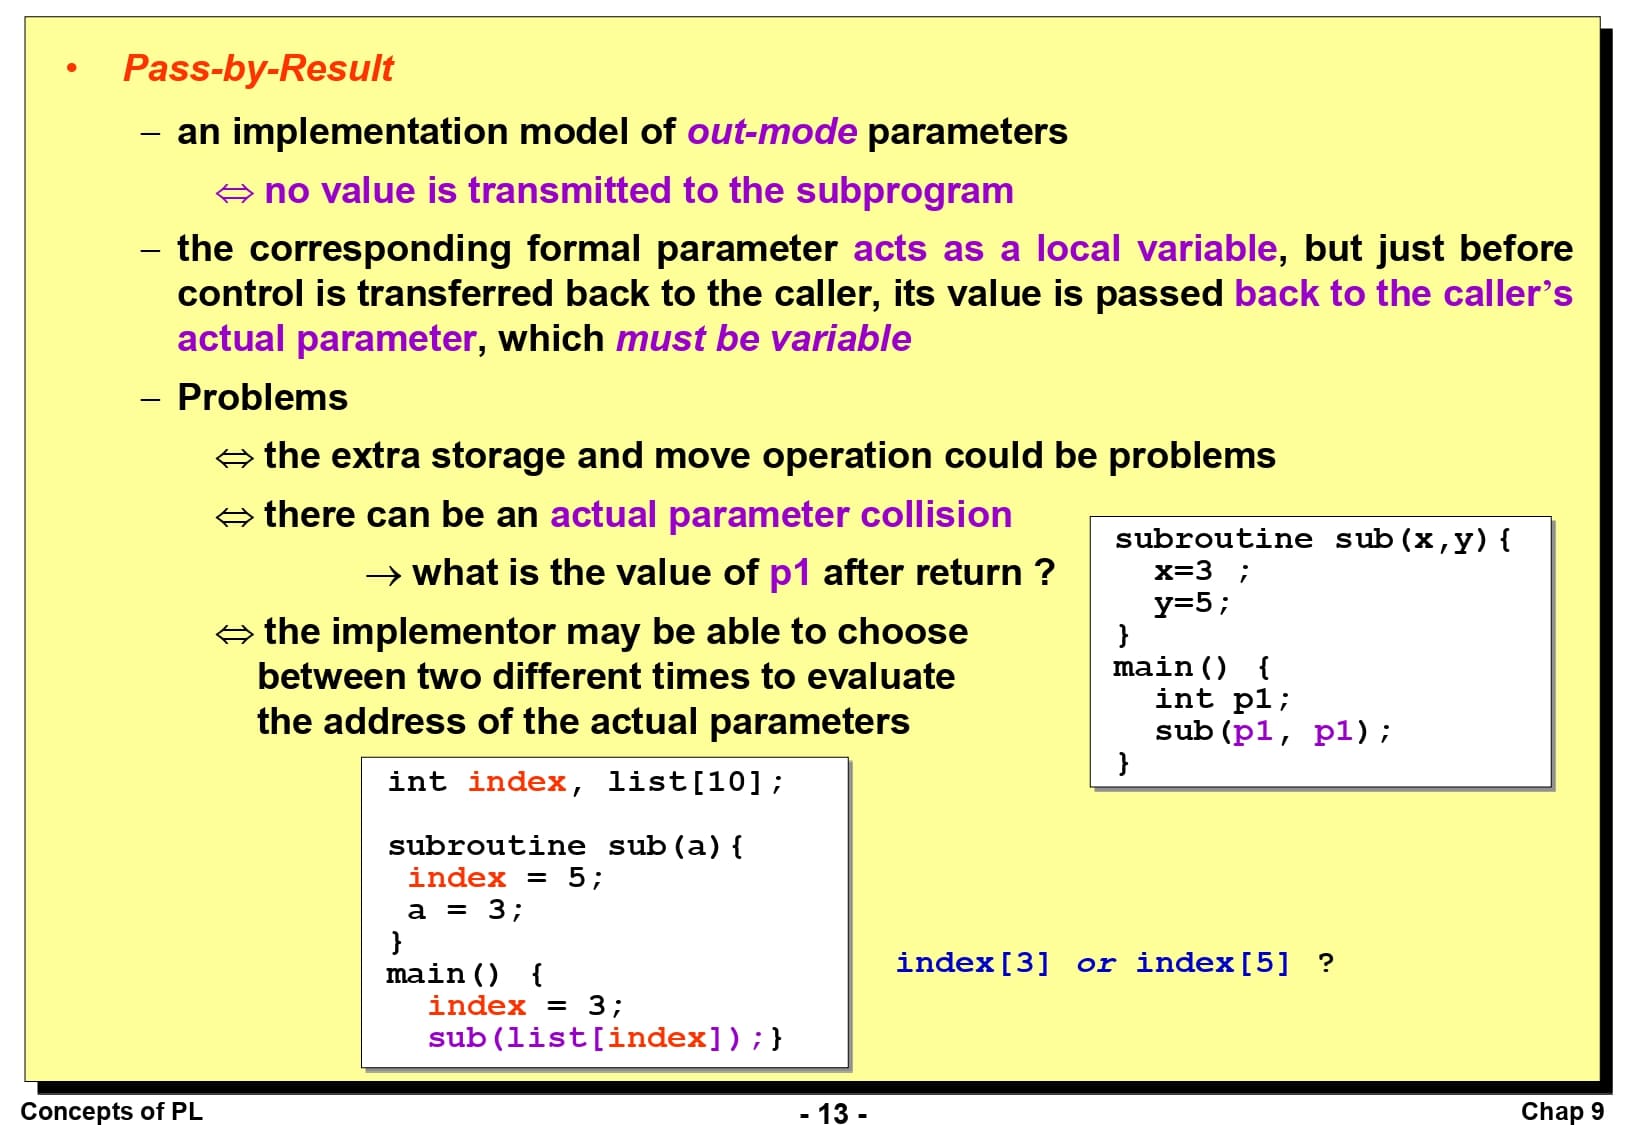 • Pass-by-Result
– an implementation model of out-mode parameters
⇔ no value is transmitted to the subprogram
– the corresponding formal parameter acts as a local variable, but just before
control is transferred back to the caller, its value is passed back to the caller’s
actual parameter, which must be variable
– Problems
⇔ the extra storage and move operation could be problems
⇔ there can be an actual parameter collision
→ what is the value of p1 after return ?
⇔ the implementor may be able to choose
between two different times to evaluate
the address of the actual parameters
subroutine sub(x,y){
x=3 ;
y=5;
}
main() {
int p1;
sub(p1, p1);
}
int index, list[10];
subroutine sub(a){
index = 5;
a = 3;
}
main() {
index = 3;
sub(list[index]);}
index[3] or index[5] ?
Concepts of PL
- 13 -
Chap 9